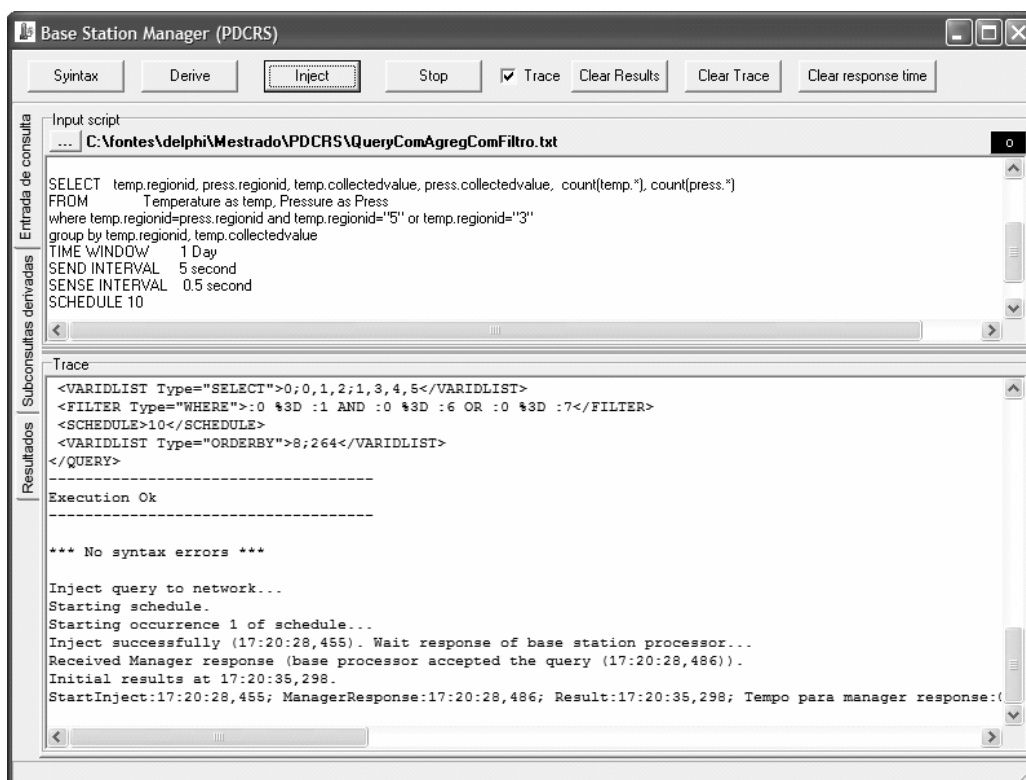 Base Station Manager (PDCRS)
Syintax Derive Inject Stop Trace Clear Results Clear Trace Clear response time
Entrada de consulta
Subconsultas derivadas
Resultados
Input script
... C:\fontes\delphi\Mestrado\PDCRS\QueryComAgregComFiltro.txt
0
SELECT temp.regionid, press.regionid, temp.collectedvalue, press.collectedvalue, count(temp.*), count(press.*)
FROM Temperature as temp, Pressure as Press
where temp.regionid=press.regionid and temp.regionid="5" or temp.regionid="3"
group by temp.regionid, temp.collectedvalue
TIME WINDOW 1 Day
SEND INTERVAL 5 second
SENSE INTERVAL 0.5 second
SCHEDULE 10
Trace
<VARIDLIST Type="SELECT">0;0,1,2;1,3,4,5</VARIDLIST>
<FILTER Type="WHERE">:0 %3D :1 AND :0 %3D :6 OR :0 %3D :7</FILTER>
<SCHEDULE>10</SCHEDULE>
<VARIDLIST Type="ORDERBY">8;264</VARIDLIST>
</QUERY>
------------------------------------
Execution Ok
------------------------------------
*** No syntax errors ***
Inject query to network...
Starting schedule.
Starting occurrence 1 of schedule...
Inject successfully (17:20:28,455). Wait response of base station processor...
Received Manager response (base processor accepted the query (17:20:28,486)).
Initial results at 17:20:35,298.
StartInject:17:20:28,455; ManagerResponse:17:20:28,486; Result:17:20:35,298; Tempo para manager response: